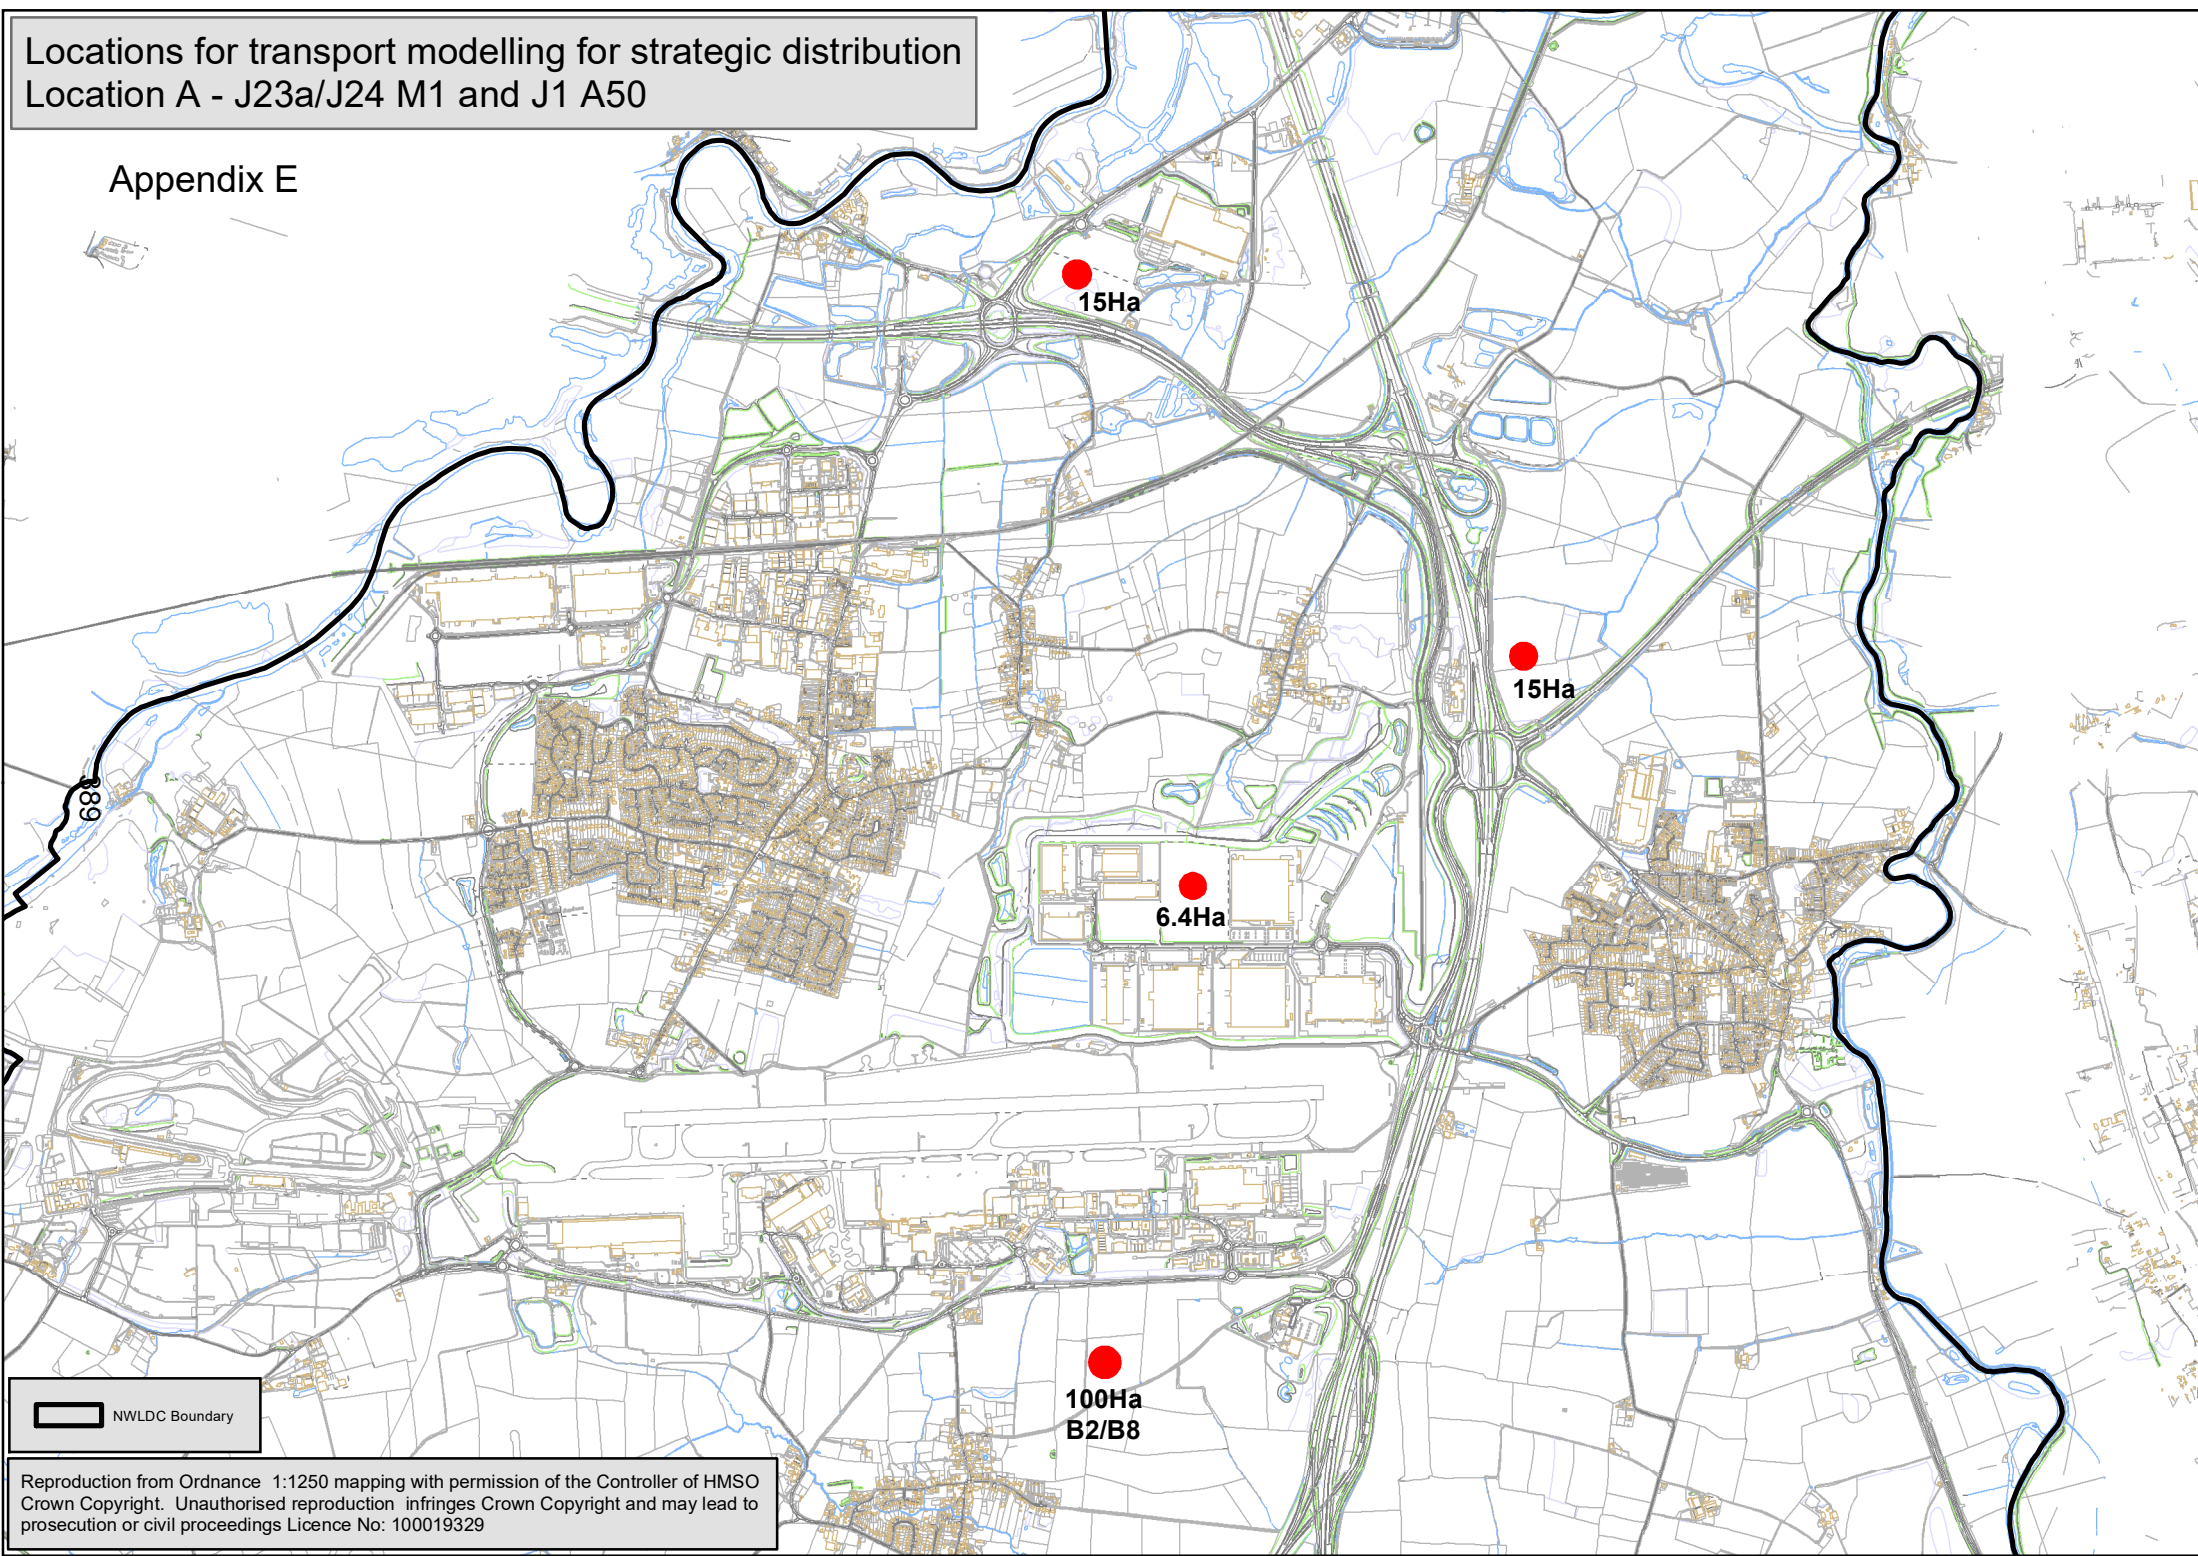 Locations for transport modelling for strategic distribution
Location A - J23a/J24 M1 and J1 A50
Appendix E
15Ha
15Ha
389
6.4Ha
100Ha
B2/B8
NWLDC Boundary
Reproduction from Ordnance 1:1250 mapping with permission of the Controller of HMSO
Crown Copyright. Unauthorised reproduction infringes Crown Copyright and may lead to
prosecution or civil proceedings Licence No: 100019329